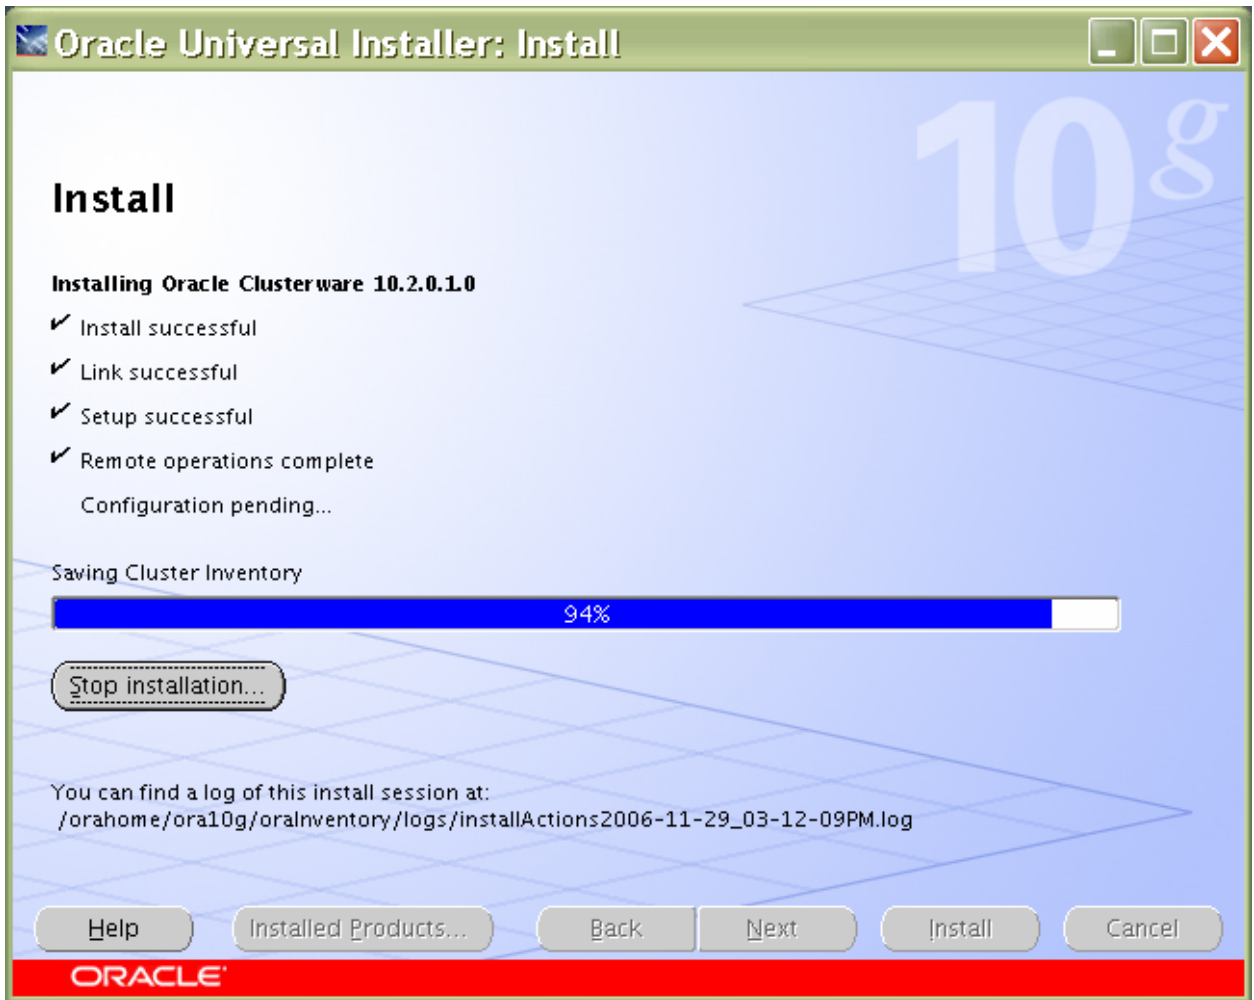 Oracle Universal Installer: Install
10g
Install
Installing Oracle Clusterware 10.2.0.1.0
Install successful
Link successful
Setup successful
Remote operations complete
Configuration pending...
Saving Cluster Inventory
94%
Stop installation...
You can find a log of this install session at:
/orahome/ora10g/oraInventory/logs/installActions2006-11-29_03-12-09PM.log
Help Installed Products... Back Next Install Cancel
ORACLE